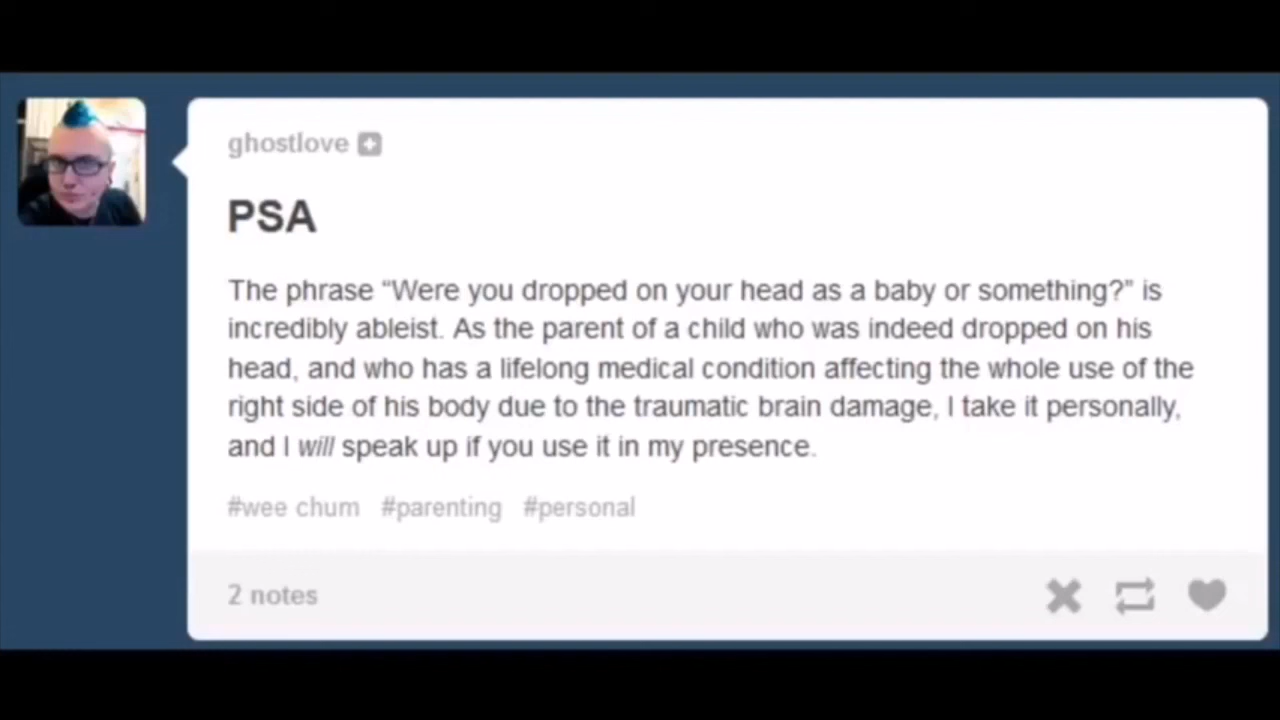 ghostlove
PSA
The phrase “Were you dropped on your head as a baby or something?” is
incredibly ableist. As the parent of a child who was indeed dropped on his
head, and who has a lifelong medical condition affecting the whole use of the
right side of his body due to the traumatic brain damage, I take it personally,
and I will speak up if you use it in my presence.
#wee chum #parenting #personal
2 notes